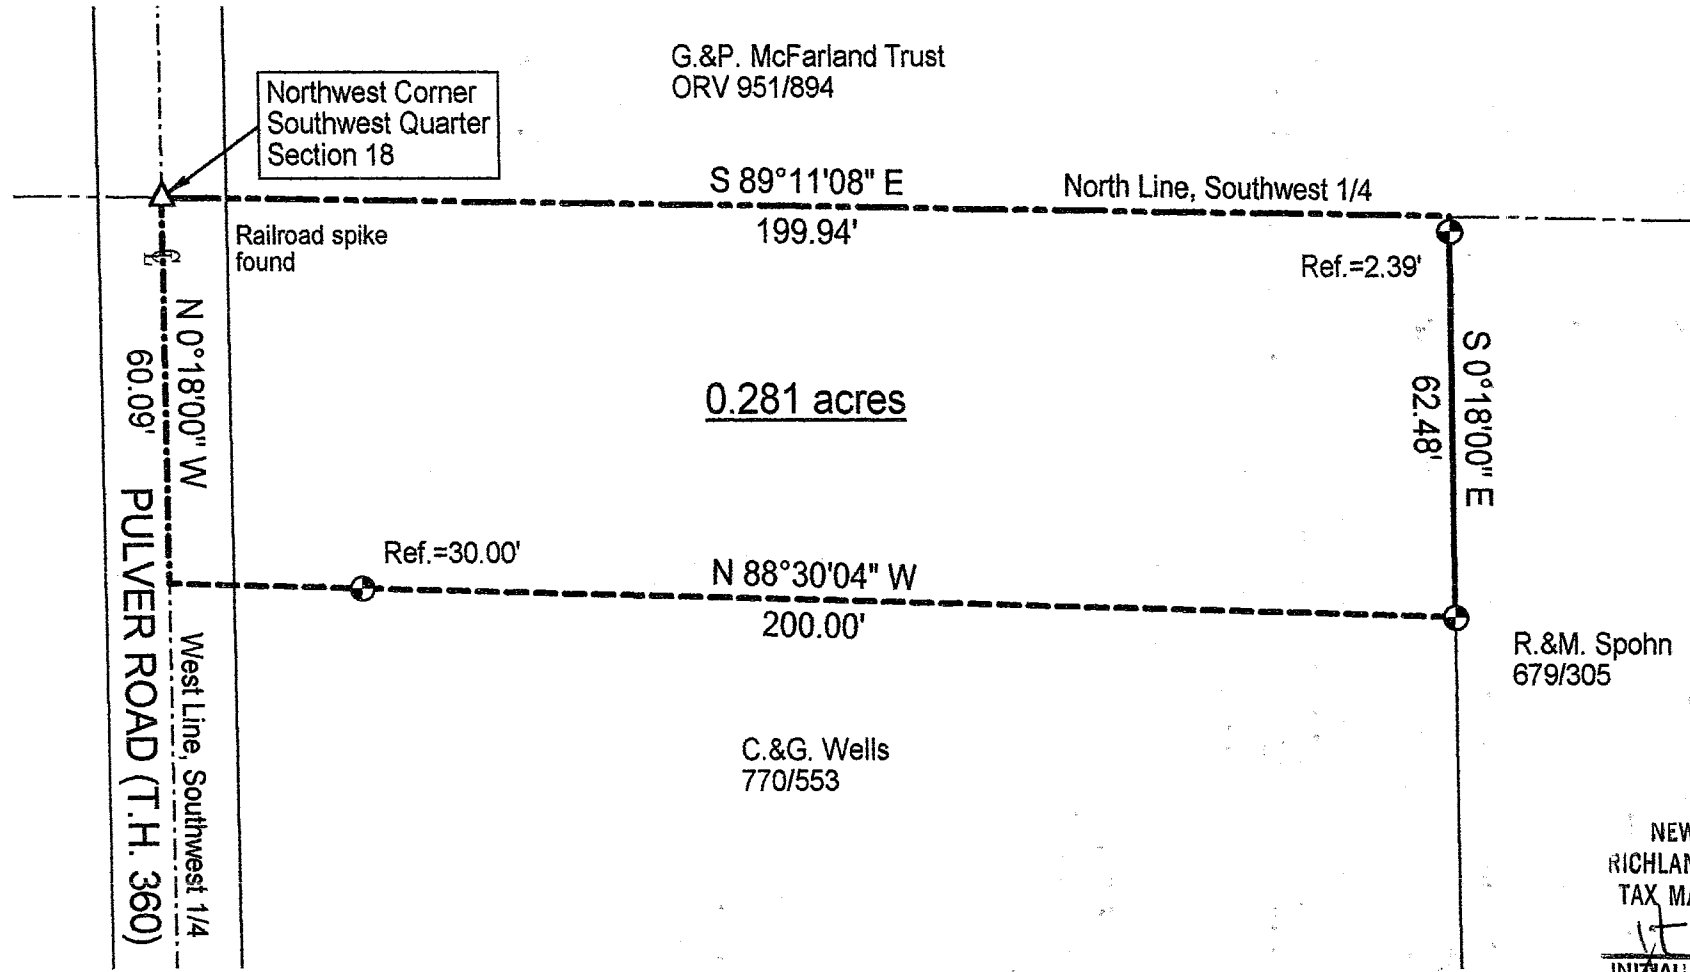 G.&P. McFarland Trust
ORV 951/894
Northwest Corner
Southwest Quarter
Section 18
S 89°11'08" E
North Line, Southwest 1/4
199.94'
Railroad spike
found
Ref.=2.39'
N 0°18'00" W
60.09'
S 0°18'00" E
62.48'
0.281 acres
Ref.=30.00'
N 88°30'04" W
200.00'
PULVER ROAD (T.H. 360)
West Line, Southwest 1/4
R.&M. Spohn
679/305
C.&G. Wells
770/553
NEW
RICHLAN
TAX MA